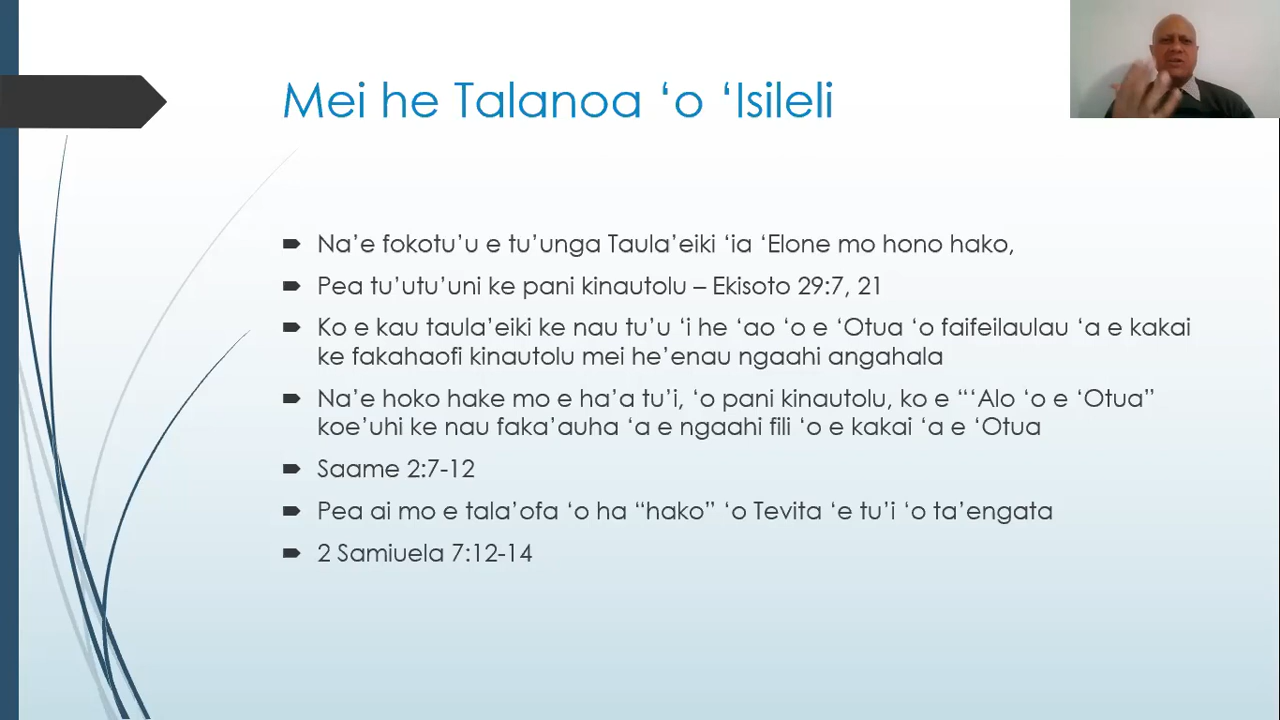 Mei he Talanoa ‘o ‘Isileli
Na’e fokotu’u e tu’unga Taula’eiki ‘ia ‘Elone mo hono hako,
Pea tu’utu’uni ke pani kinautolu – Ekisoto 29:7, 21
Ko e kau taula’eiki ke nau tu’u ‘i he ‘ao ‘o e ‘Otua ‘o faifeilaulau ‘a e kakai
ke fakahaofi kinautolu mei he’enau ngaahi angahala
Na’e hoko hake mo e ha’a tu’i, ‘o pani kinautolu, ko e “‘Alo ‘o e ‘Otua”
koe’uhi ke nau faka’auha ‘a e ngaahi fili ‘o e kakai ‘a e ‘Otua
Saame 2:7-12
Pea ai mo e tala’ofa ‘o ha “hako” ‘o Tevita ‘e tu’i ‘o ta’engata
2 Samiuela 7:12-14